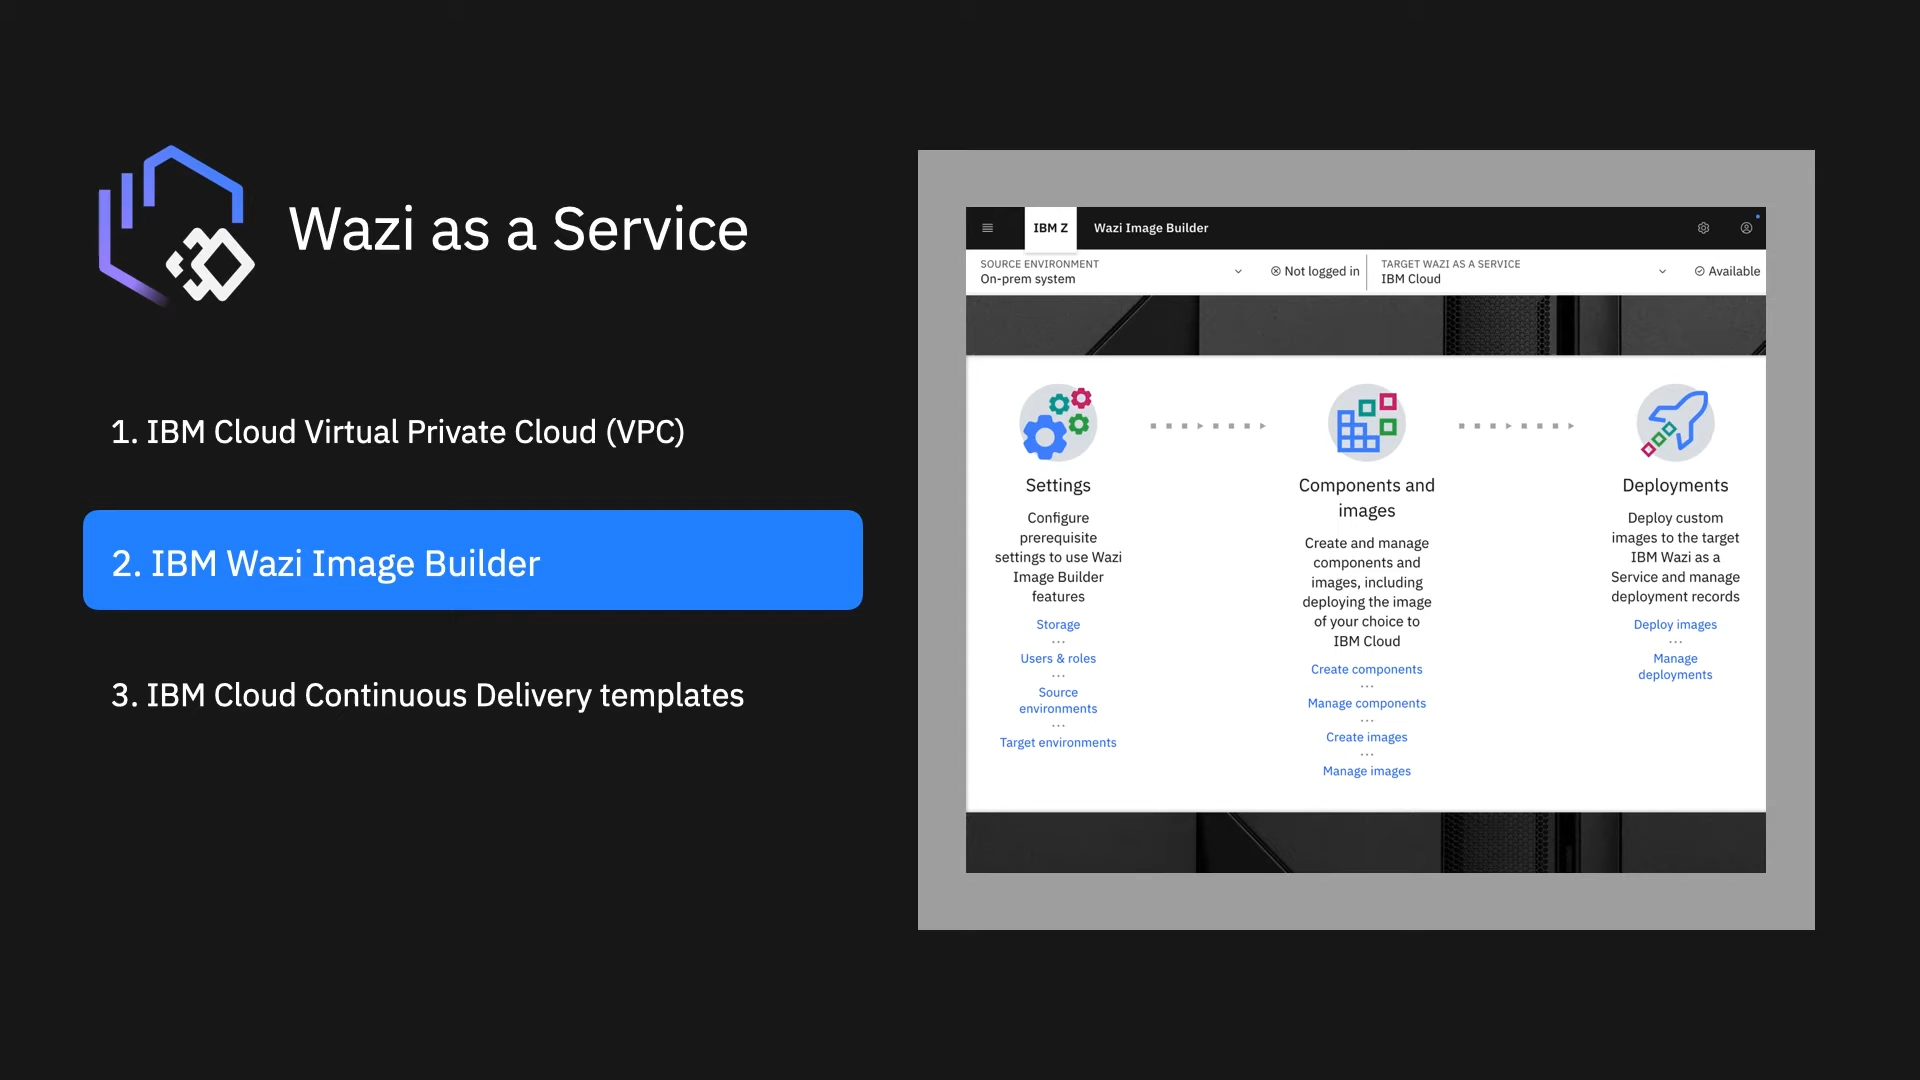 Wazi as a Service
1. IBM Cloud Virtual Private Cloud (VPC)
2. IBM Wazi Image Builder
3. IBM Cloud Continuous Delivery templates
IBM Z
Wazi Image Builder
SOURCE ENVIRONMENT
On-prem system
Not logged in
TARGET WAZI AS A SERVICE
IBM Cloud
Available
Settings
Configure
prerequisite
settings to use Wazi
Image Builder
features
Storage
Users & roles
Source
environments
Target environments
Components and
images
Create and manage
components and
images, including
deploying the image
of your choice to
IBM Cloud
Create components
Manage components
Create images
Manage images
Deployments
Deploy custom
images to the target
IBM Wazi as a
Service and manage
deployment records
Deploy images
Manage
deployments